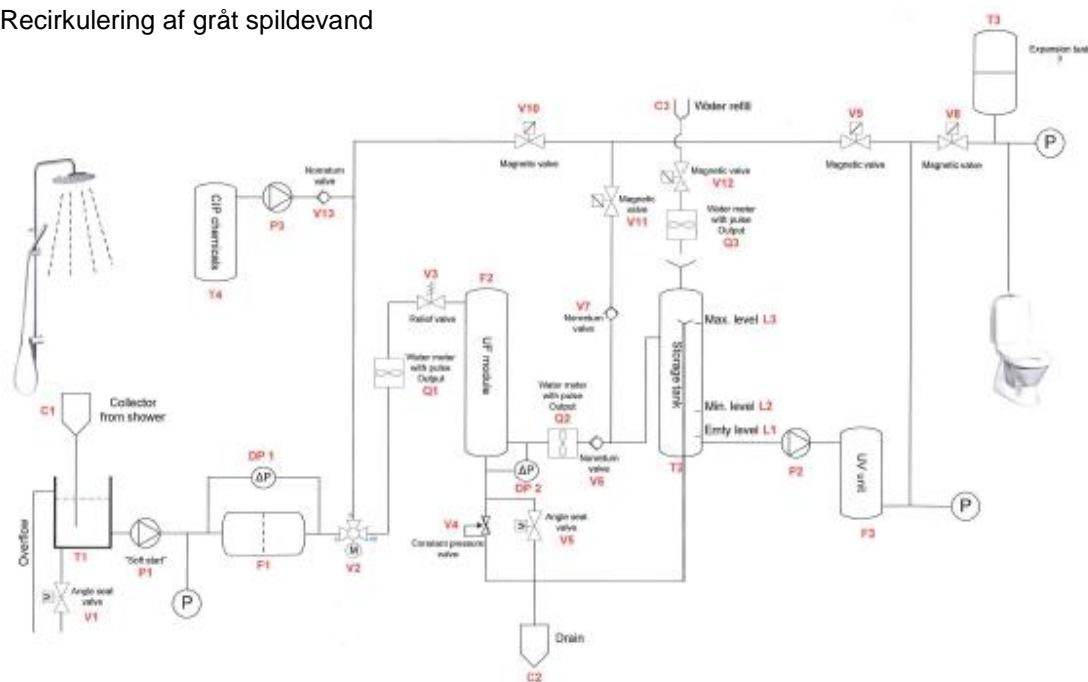 Recirkulering af gråt spildevand
T3
Expansion tank
?
V10
Magnetic valve
C3
Water refill
V9
Magnetic valve
V8
Magnetic valve
P
Nonreturn
valve
V13
P3
CIP chemicals
T4
Magnetic valve
V12
Magnetic
valve
V11
Water meter
with pulse
Output
Q3
V3
Relief valve
F2
UF module
V7
Nonreturn
valve
Max. level L3
Storage tank
Min. level L2
Emty level L1
T2
Water meter
with pulse
Output
Q1
Water meter
with pulse
Output
Q2
Nonreturn
valve
V6
P2
UV unit
F3
P
C1
Collector
from shower
DP 1
ΔP
ΔP
DP 2
Overflow
T1
"Soft start"
P1
F1
M
V2
P
M
Angle seat
valve
V1
V4
Constant pressure
valve
M
Angle seat
valve
V5
Drain
C2